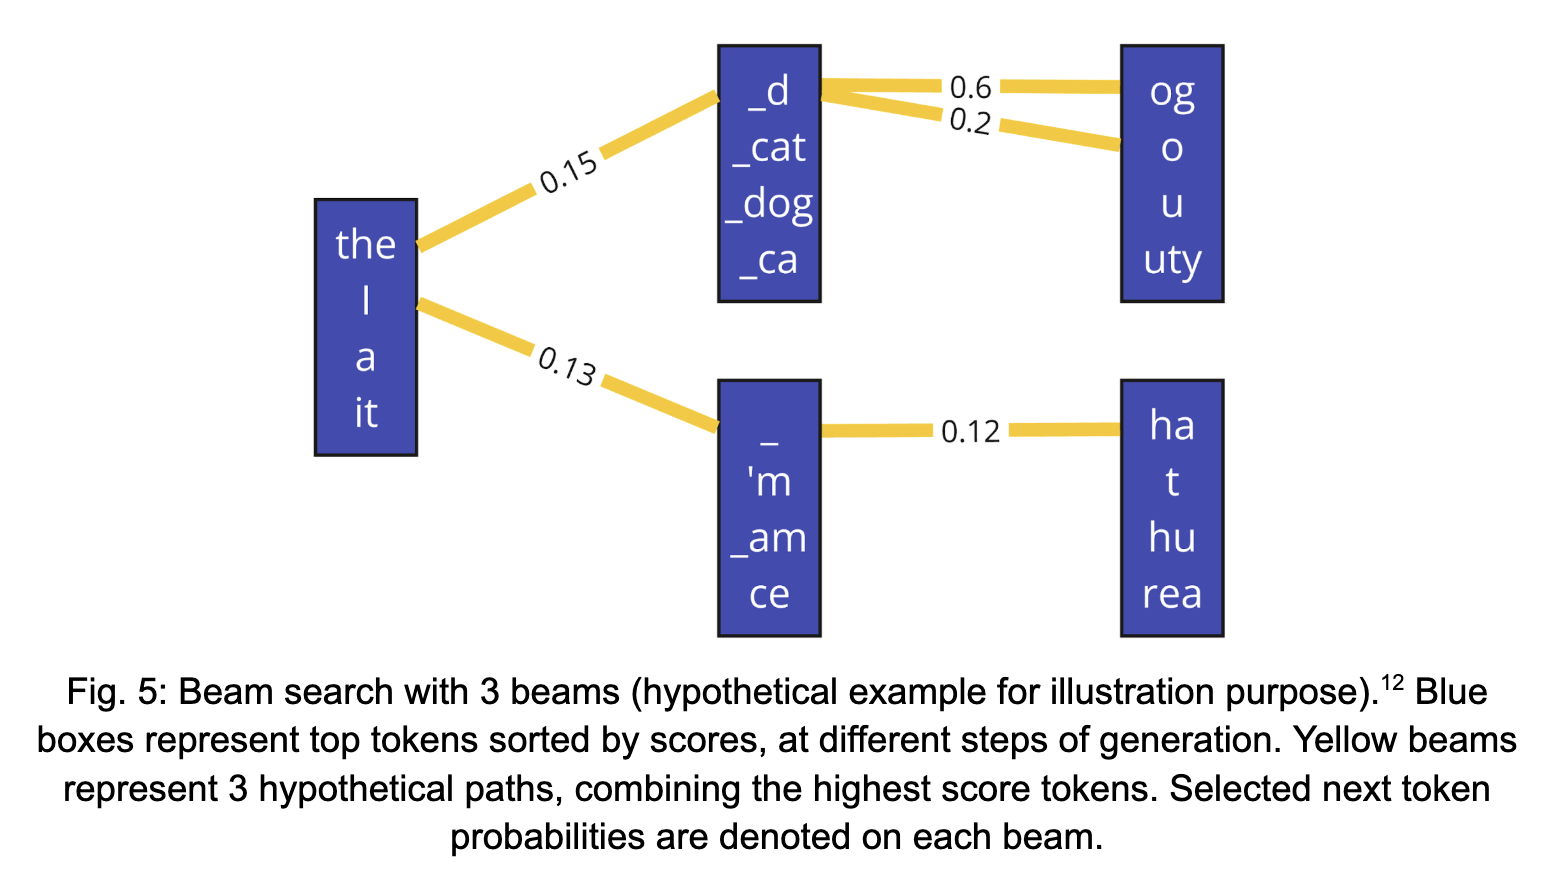 the
I
a
it
0.15
0.13
_d
_cat
_dog
_ca
0.6
0.2
og
o
u
uty
_
'm
_am
ce
0.12
ha
t
hu
rea
Fig. 5: Beam search with 3 beams (hypothetical example for illustration purpose).12 Blue
boxes represent top tokens sorted by scores, at different steps of generation. Yellow beams
represent 3 hypothetical paths, combining the highest score tokens. Selected next token
probabilities are denoted on each beam.